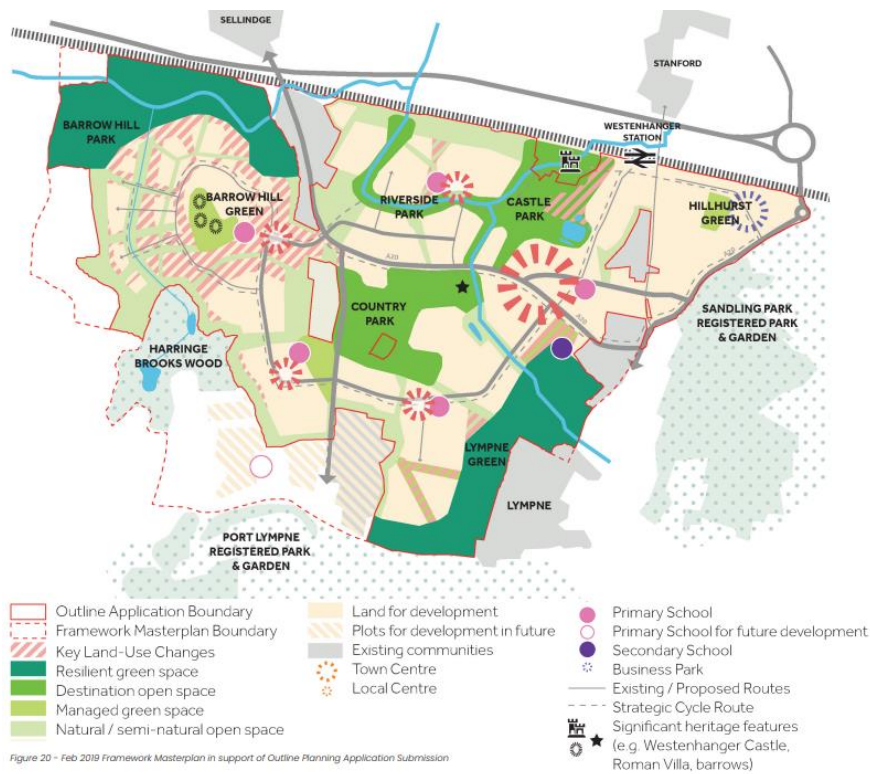 SELLINDGE
STANFORD
WESTENHANGER
STATION
BARROW HILL
PARK
BARROW HILL
GREEN
RIVERSIDE
PARK
CASTLE
PARK
HILLHURST
GREEN
A20
A20
A20
COUNTRY
PARK
SANDLING PARK
REGISTERED PARK
& GARDEN
HARRINGE
BROOKS WOOD
LYMPNE
GREEN
LYMPNE
PORT LYMPNE
REGISTERED PARK
& GARDEN
Outline Application Boundary
Framework Masterplan Boundary
Key Land-Use Changes
Resilient green space
Destination open space
Managed green space
Natural / semi-natural open space
Land for development
Plots for development in future
Existing communities
Town Centre
Local Centre
Primary School
Primary School for future development
Secondary School
Business Park
Existing / Proposed Routes
Strategic Cycle Route
Significant heritage features
(e.g. Westenhanger Castle,
Roman Villa, barrows)
Figure 20 - Feb 2019 Framework Masterplan in support of Outline Planning Application Submission